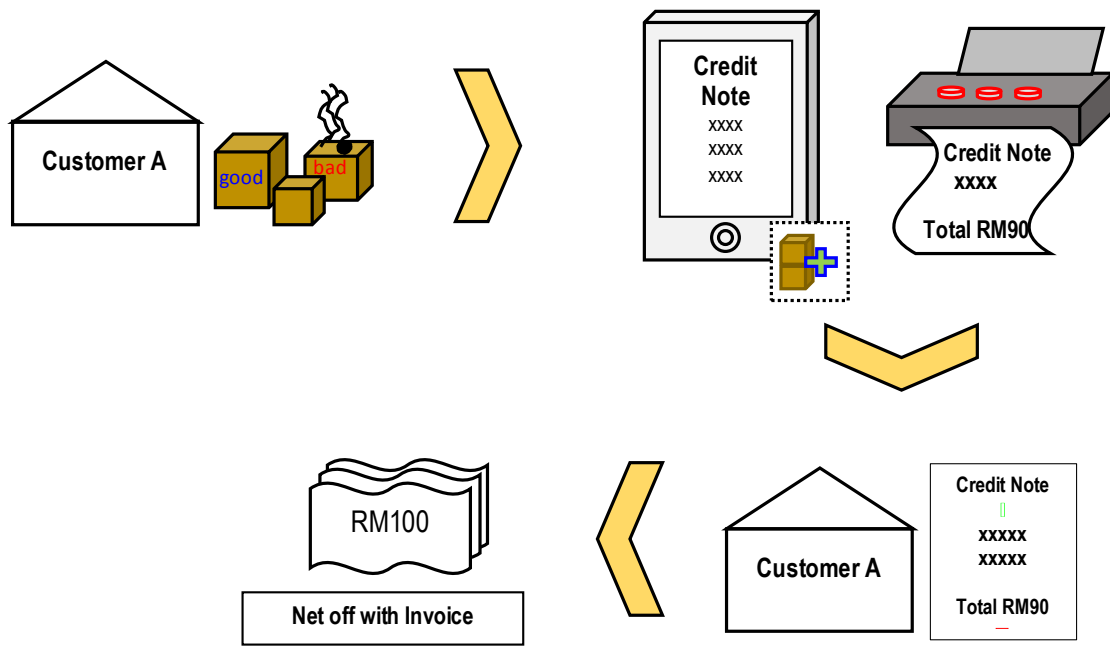 Customer A
good
bad
Credit
Note
xxxx
xxxx
xxxx
Credit Note
xxxx
Total RM90
RM100
Net off with Invoice
Customer A
Credit Note
xxxxx
xxxxx
Total RM90